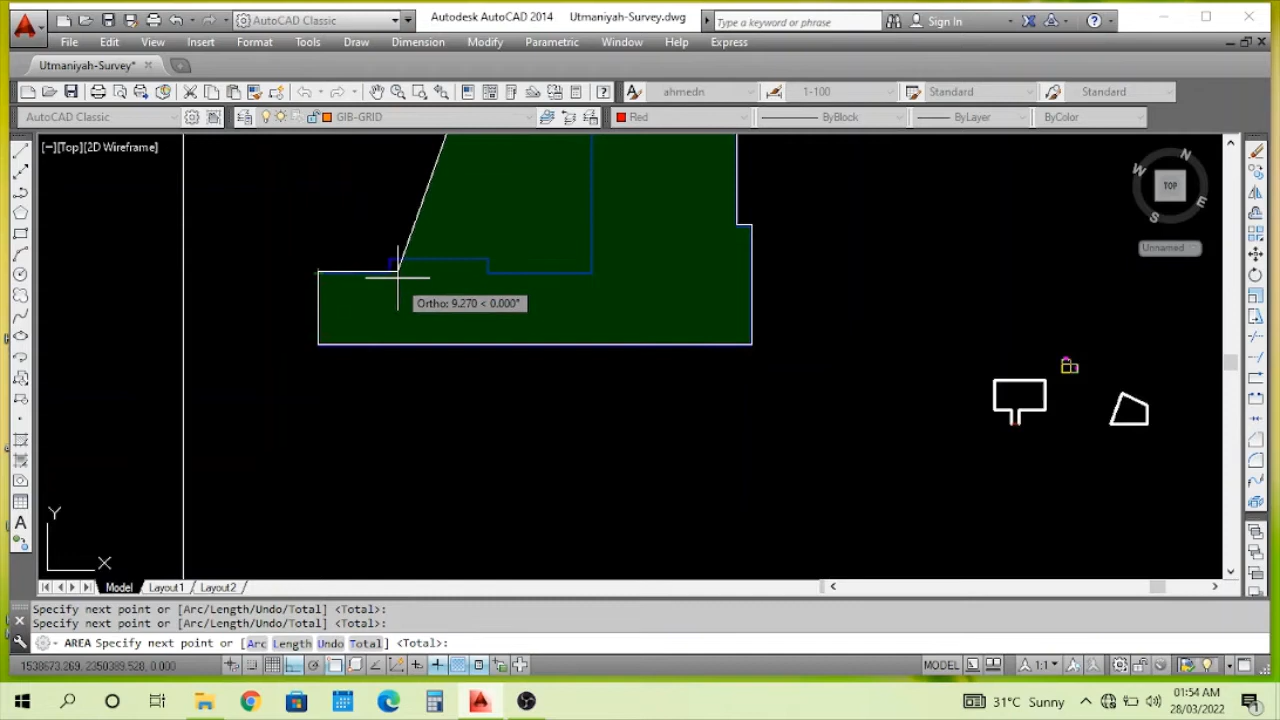 AutoCAD Classic
Autodesk AutoCAD 2014 Utmaniyah-Survey.dwg
Type a keyword or phrase
Sign In
File Edit View Insert Format Tools Draw Dimension Modify Parametric Window Help Express
Utmaniyah-Survey*
ahmedn
1-100
Standard
Standard
AutoCAD Classic
GIB-GRID
Red
ByBlock
ByLayer
ByColor
[−][Top][2D Wireframe]
N
W
TOP
E
S
Unnamed
Ortho: 9.270 < 0.000°
Y
X
Model Layout1 Layout2
Specify next point or [Arc/Length/Undo/Total] <Total>:
Specify next point or [Arc/Length/Undo/Total] <Total>:
AREA Specify next point or [Arc Length Undo Total] <Total>:
1538673.269, 2350389.528, 0.000
MODEL
1:1
A
31°C Sunny
01:54 AM
28/03/2022